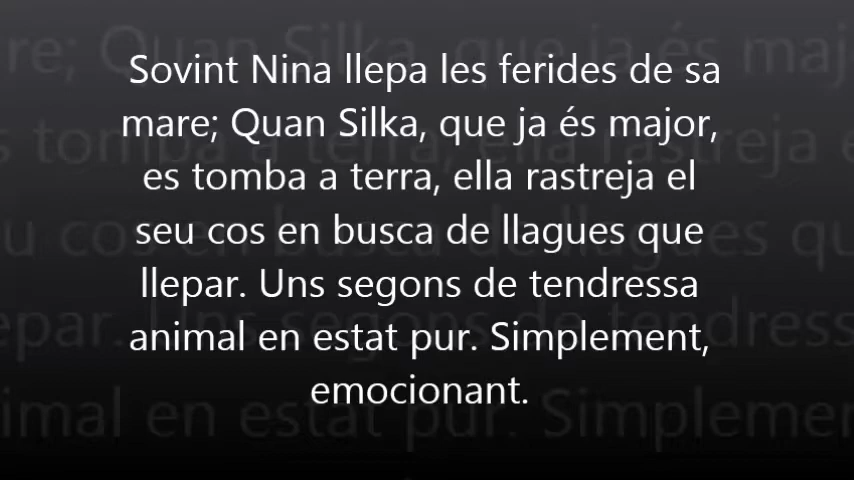 Sovint Nina llepa les ferides de sa
mare; Quan Silka, que ja és major,
es tomba a terra, ella rastreja el
seu cos en busca de llagues que
llepar. Uns segons de tendressa
animal en estat pur. Simplement,
emocionant.